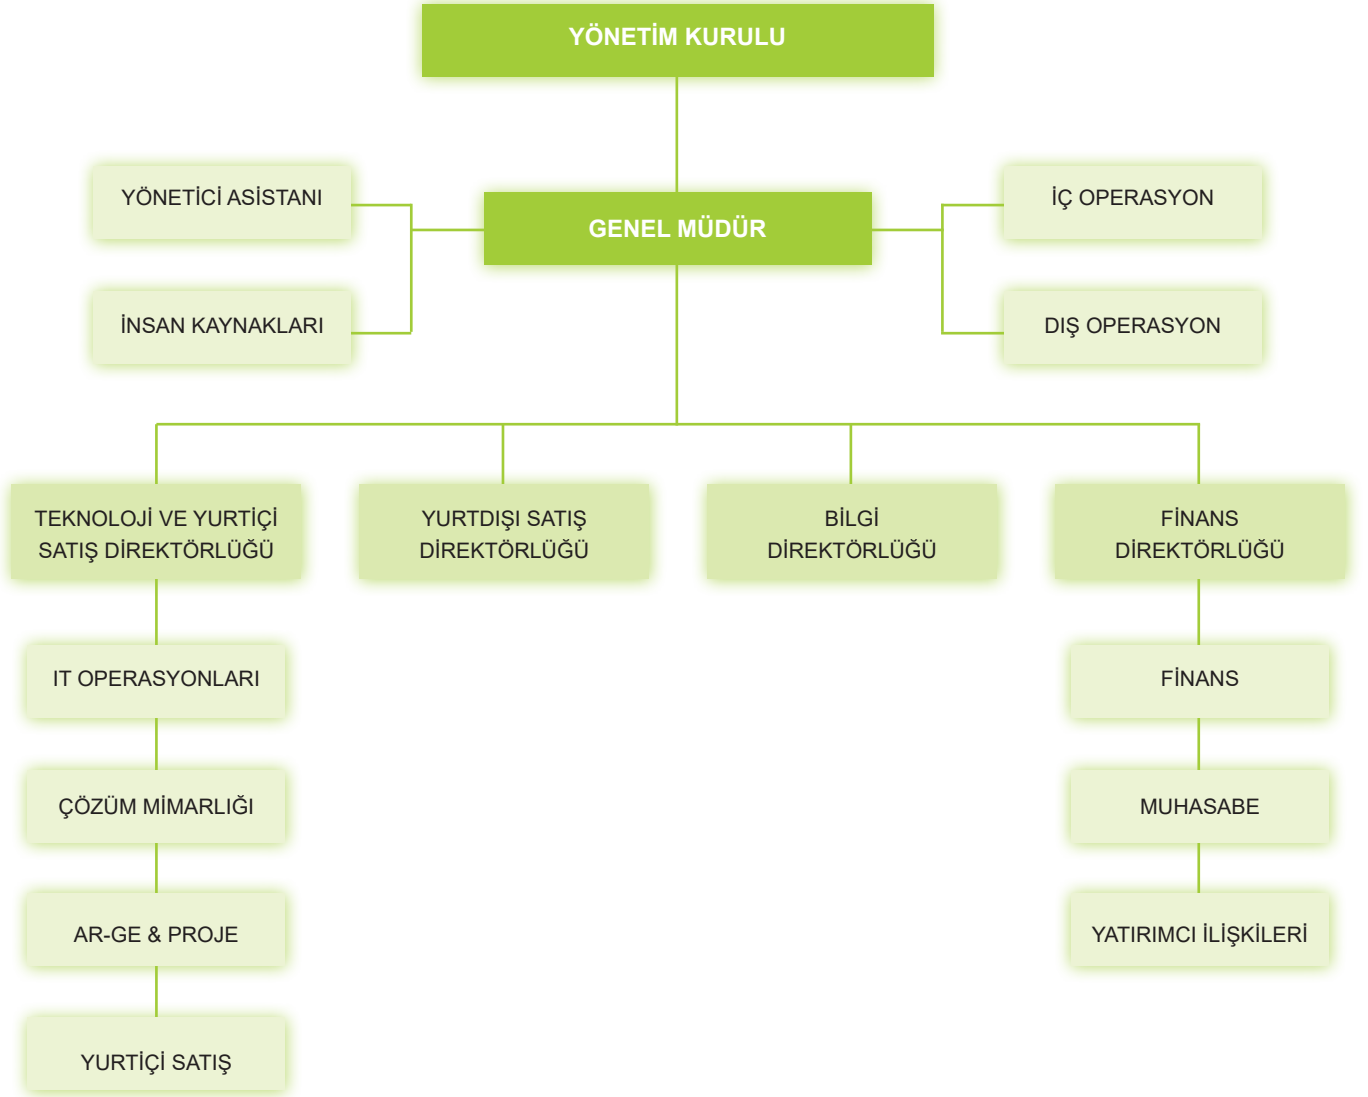 YÖNETİM KURULU
YÖNETİCİ ASİSTANI
GENEL MÜDÜR
İÇ OPERASYON
İNSAN KAYNAKLARI
DIŞ OPERASYON
TEKNOLOJİ VE YURTİÇİ
SATIŞ DİREKTÖRLÜĞÜ
YURTDIŞI SATIŞ
DİREKTÖRLÜĞÜ
BİLGİ
DİREKTÖRLÜĞÜ
FİNANS
DİREKTÖRLÜĞÜ
IT OPERASYONLARI
FİNANS
ÇÖZÜM MİMARLIĞI
MUHASABE
AR-GE & PROJE
YATIRIMCI İLİŞKİLERİ
YURTİÇİ SATIŞ